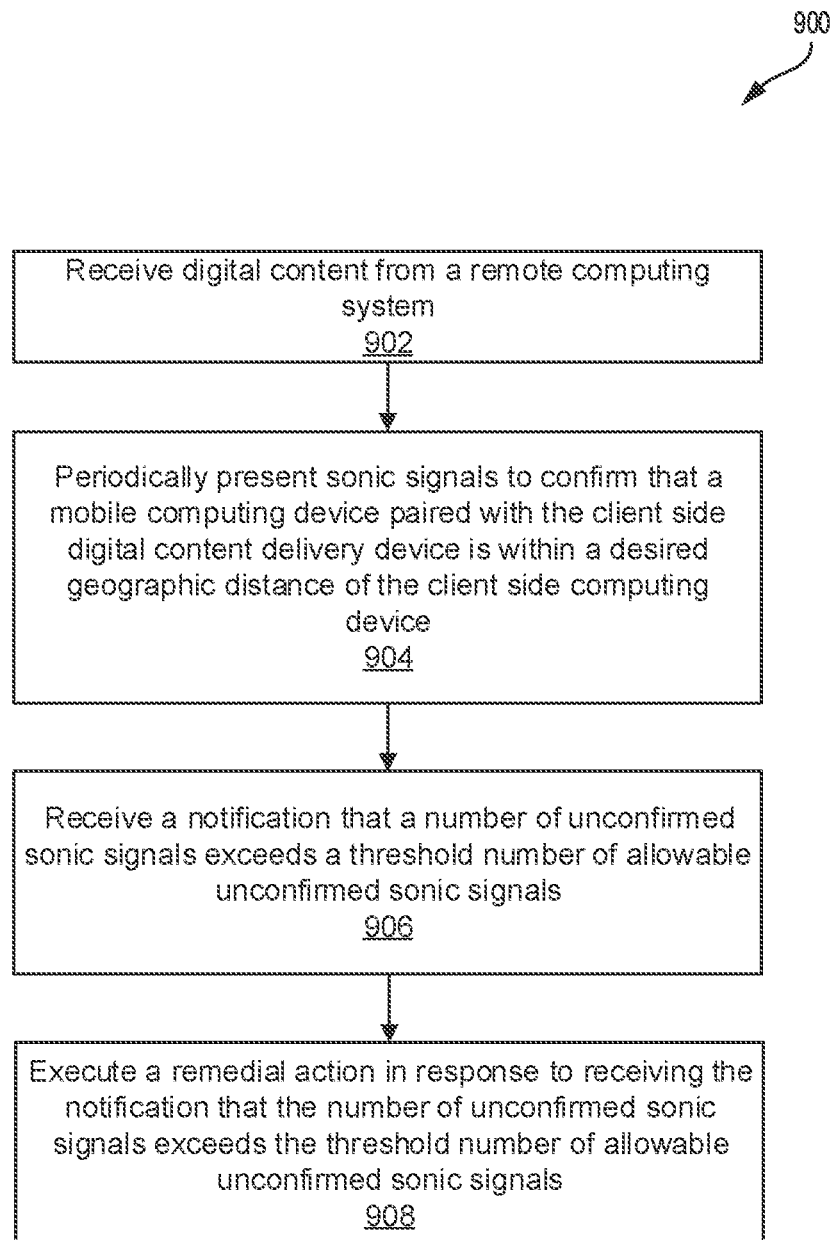 900
Receive digital content from a remote computing
system
902
Periodically present sonic signals to confirm that a
mobile computing device paired with the client side
digital content delivery device is within a desired
geographic distance of the client side computing
device
904
Receive a notification that a number of unconfirmed
sonic signals exceeds a threshold number of allowable
unconfirmed sonic signals
906
Execute a remedial action in response to receiving the
notification that the number of unconfirmed sonic
signals exceeds the threshold number of allowable
unconfirmed sonic signals
908